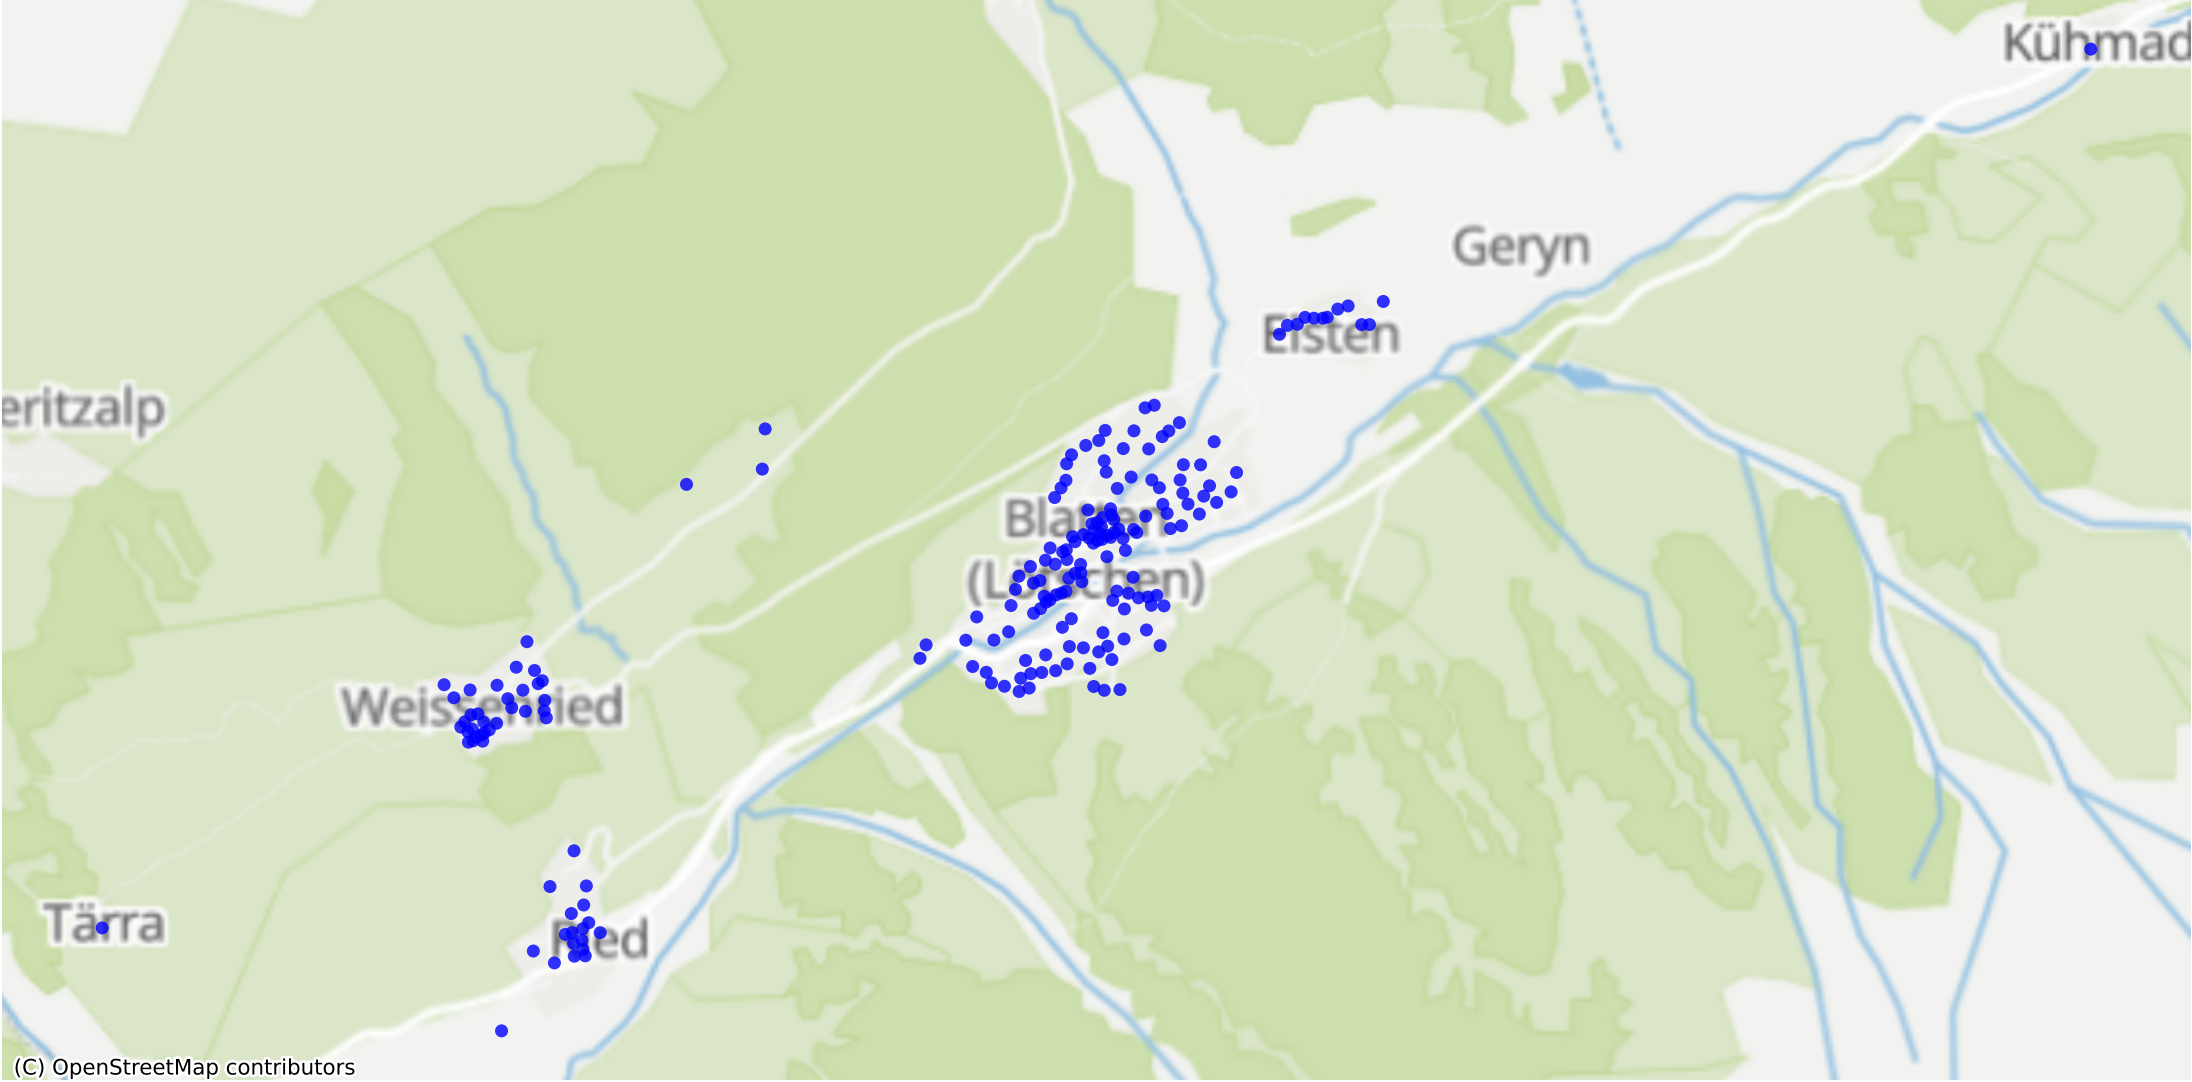 Kühmad
Geryn
Eisten
eritzalp
Blatten
(Lötschen)
Weissenried
Tärra
Ried
(C) OpenStreetMap contributors